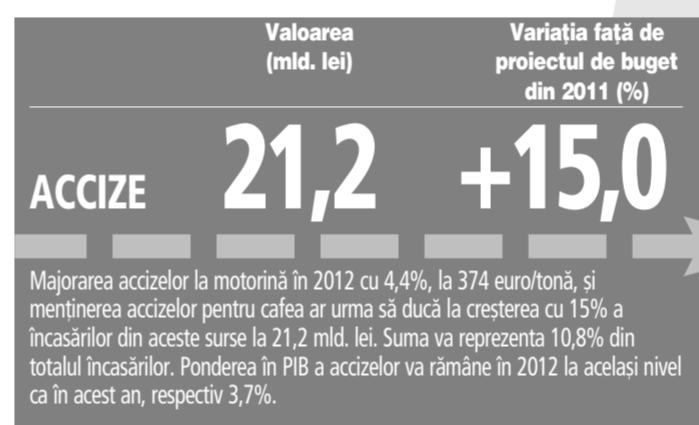 Valoarea
(mld. lei)
Variația față de
proiectul de buget
din 2011 (%)
ACCIZE 21,2 +15,0
Majorarea accizelor la motorină în 2012 cu 4,4%, la 374 euro/tonă, și
menținerea accizelor pentru cafea ar urma să ducă la creșterea cu 15% a
încasărilor din aceste surse la 21,2 mld. lei. Suma va reprezenta 10,8% din
totalul încasărilor. Ponderea în PIB a accizelor va rămâne în 2012 la același nivel
ca în acest an, respectiv 3,7%.